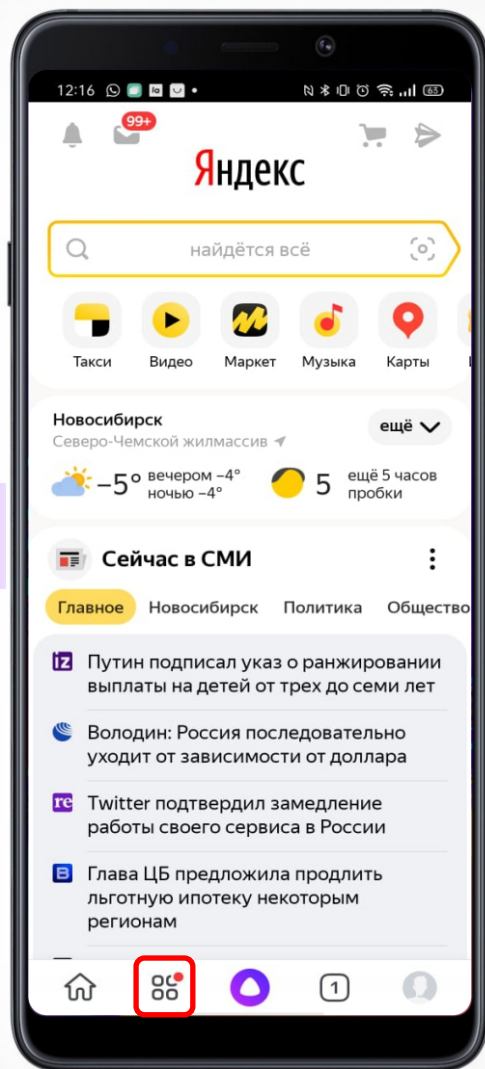 12:16
63
99+
Яндекс
найдётся всё
Такси Видео Маркет Музыка Карты
Новосибирск
Северо-Чемской жилмассив
ещё
–5° вечером –4°
ночью –4°
5 ещё 5 часов
пробки
Сейчас в СМИ
Главное Новосибирск Политика Общество
iz Путин подписал указ о ранжировании
выплаты на детей от трех до семи лет
Володин: Россия последовательно
уходит от зависимости от доллара
re Twitter подтвердил замедление
работы своего сервиса в России
В Глава ЦБ предложила продлить
льготную ипотеку некоторым
регионам
1